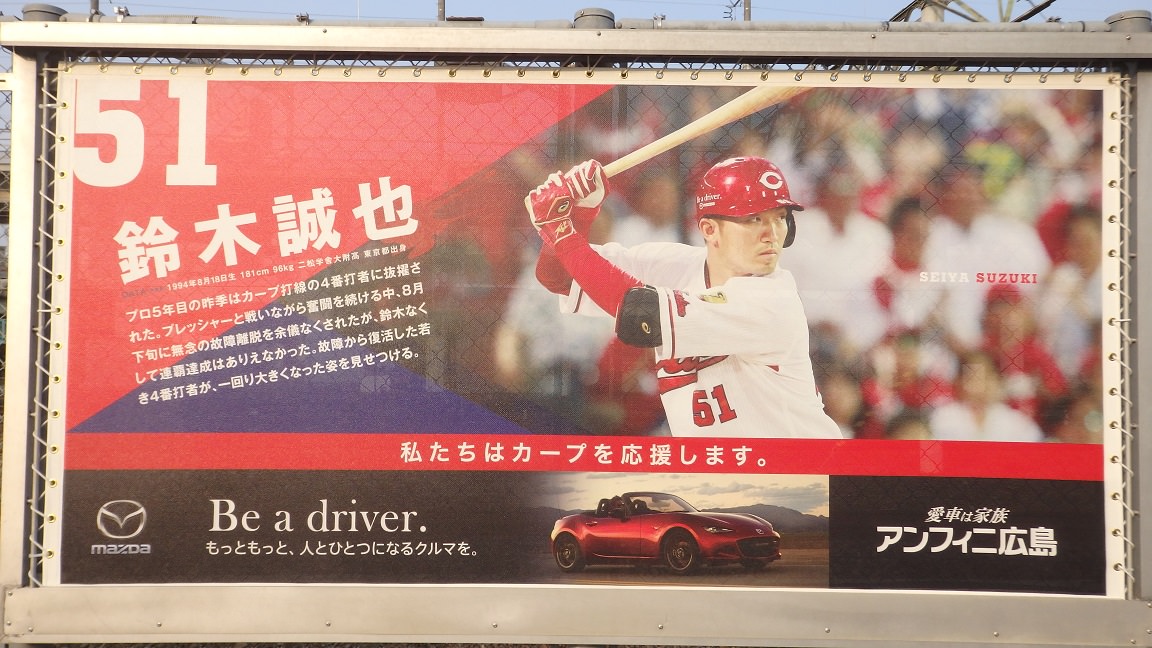 51
鈴木誠也
1994年8月18日生 181cm 96kg 二松学舎大附高 東京都出身
プロ5年目の昨季はカープ打線の4番打者に抜擢さ
れた。プレッシャーと戦いながら奮闘を続ける中、8月
下旬に無念の故障離脱を余儀なくされたが、鈴木なく
して連覇達成はありえなかった。故障から復活した若
き4番打者が、一回り大きくなった姿を見せつける。
Be a driver.
C
SEIYA SUZUKI
51
私たちはカープを応援します。
mazda
Be a driver.
もっともっと、人とひとつになるクルマを。
愛車は家族
アンフィニ広島